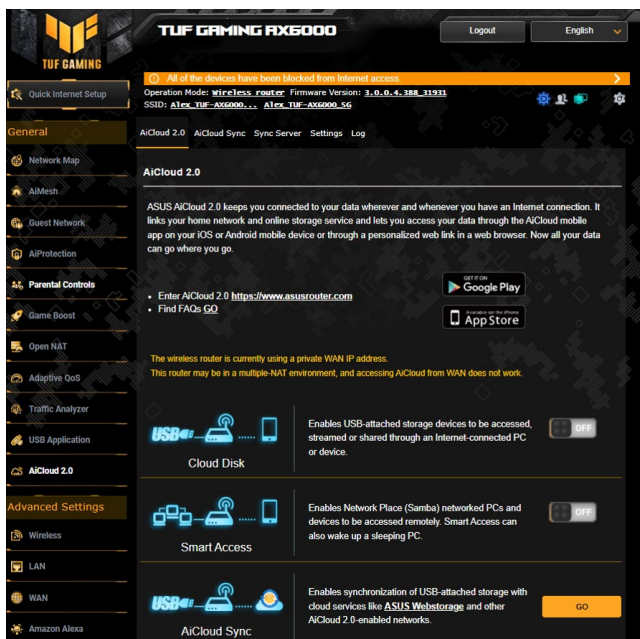 TUF GAMING
TUF GAMING AX6000
Logout
English
All of the devices have been blocked from Internet access.
Quick Internet Setup
Operation Mode: Wireless router Firmware Version: 3.0.0.4.388_31931
SSID: Alex_TUF-AX6000... Alex_TUF-AX6000_5G
General
Network Map
AiMesh
Guest Network
AiProtection
Parental Controls
Game Boost
Open NAT
Adaptive QoS
Traffic Analyzer
USB Application
AiCloud 2.0
Advanced Settings
Wireless
LAN
WAN
Amazon Alexa
AiCloud 2.0 AiCloud Sync Sync Server Settings Log
AiCloud 2.0
ASUS AiCloud 2.0 keeps you connected to your data wherever and whenever you have an Internet connection. It
links your home network and online storage service and lets you access your data through the AiCloud mobile
app on your iOS or Android mobile device or through a personalized web link in a web browser. Now all your data
can go where you go.
Enter AiCloud 2.0 https://www.asusrouter.com
Find FAQs GO
GET IT ON
Google Play
Available on the iPhone
App Store
The wireless router is currently using a private WAN IP address.
This router may be in a multiple-NAT environment, and accessing AiCloud from WAN does not work.
USB
Cloud Disk
Enables USB-attached storage devices to be accessed,
streamed or shared through an Internet-connected PC
or device.
OFF
Smart Access
Enables Network Place (Samba) networked PCs and
devices to be accessed remotely. Smart Access can
also wake up a sleeping PC.
OFF
USB
AiCloud Sync
Enables synchronization of USB-attached storage with
cloud services like ASUS Webstorage and other
AiCloud 2.0-enabled networks.
GO